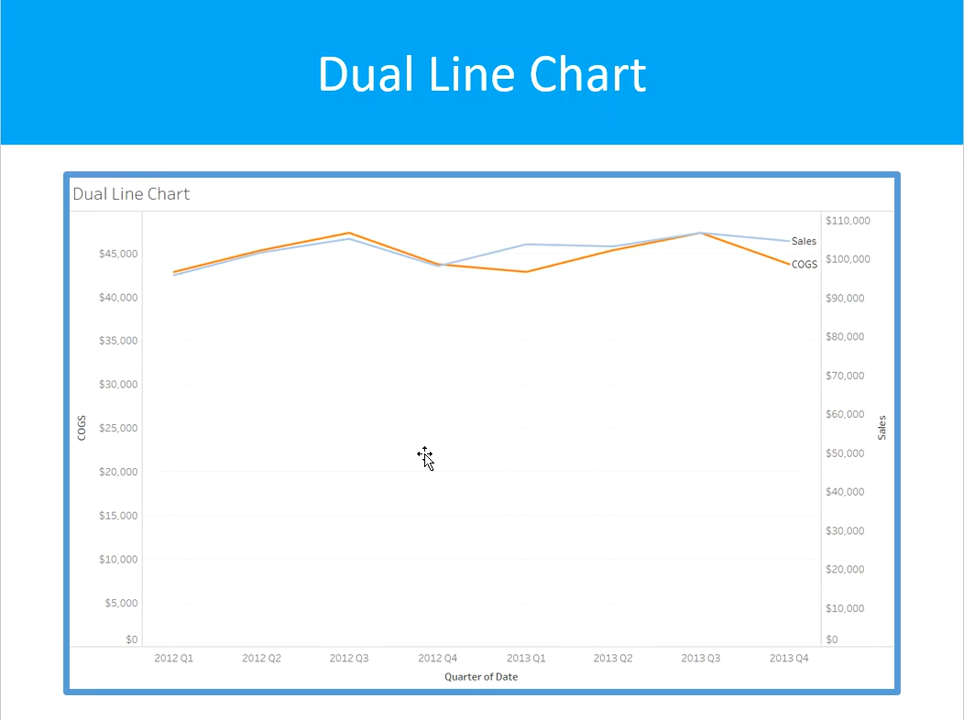 Dual Line Chart
Dual Line Chart
$110,000
$45,000
Sales
$100,000
COGS
$40,000
$90,000
$35,000
$80,000
$30,000
$70,000
COGS
$25,000
$60,000
Sales
$20,000
$50,000
$15,000
$40,000
$10,000
$30,000
$5,000
$20,000
$0
$10,000
$0
2012 Q1 2012 Q2 2012 Q3 2012 Q4 2013 Q1 2013 Q2 2013 Q3 2013 Q4
Quarter of Date